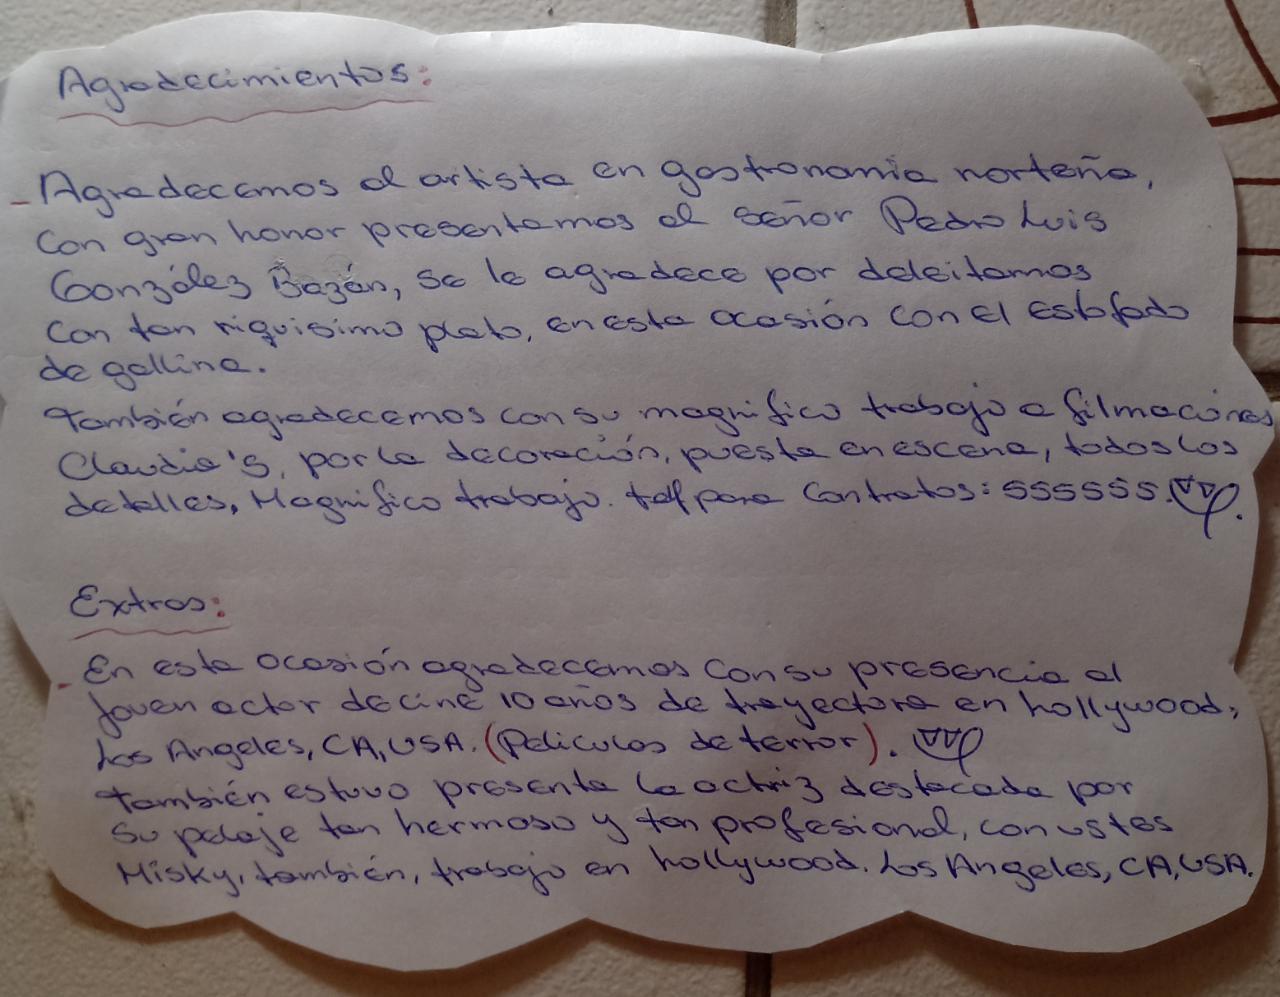 Agradecimientos:
- Agradecemos al artista en gastronomía norteña,
con gran honor presentamos al señor Pedro Luis
González Bazán, se le agradece por deleitarnos
con tan riquisimo plato, en esta ocasión con el estofado
de gallina.
También agradecemos con su magnifico trabajo a filmaciones
Claudia's, por la decoración, puesta en escena, todos los
detalles, Magnifico trabajo. telf para contratos: 555555.
Extras:
- En esta ocasión agradecemos con su presencia al
joven actor de cine 10 años de trayectora en hollywood,
Los Angeles, CA, USA. (Peliculas de terror).
También estuvo presente la actriz destacada por
su pelaje tan hermoso y tan profesional, con ustes
Misky, también, trabajo en hollywood. Los Angeles, CA, USA.